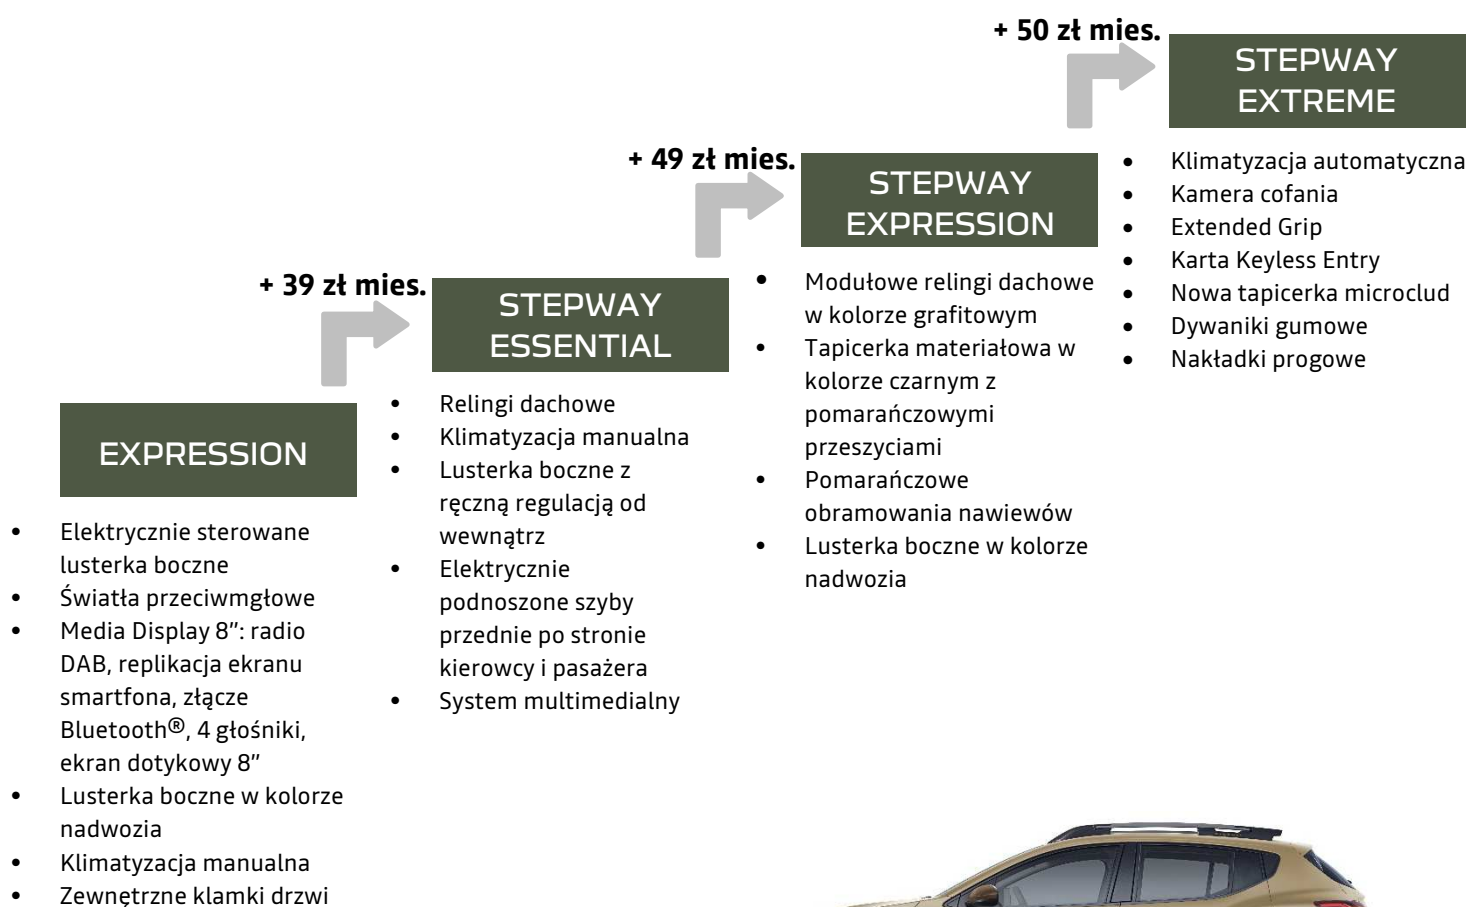 + 50 zł mies.
STEPWAY
EXTREME
• Klimatyzacja automatyczna
• Kamera cofania
• Extended Grip
• Karta Keyless Entry
• Nowa tapicerka microclud
• Dywaniki gumowe
• Nakładki progowe
+ 49 zł mies.
STEPWAY
EXPRESSION
• Modułowe relingi dachowe
w kolorze grafitowym
• Tapicerka materiałowa w
kolorze czarnym z
pomarańczowymi
przeszyciami
• Pomarańczowe
obramowania nawiewów
• Lusterka boczne w kolorze
nadwozia
+ 39 zł mies.
STEPWAY
ESSENTIAL
• Relingi dachowe
• Klimatyzacja manualna
• Lusterka boczne z
ręczną regulacją od
wewnątrz
• Elektrycznie
podnoszone szyby
przednie po stronie
kierowcy i pasażera
• System multimedialny
EXPRESSION
• Elektrycznie sterowane
lusterka boczne
• Światła przeciwmgłowe
• Media Display 8”: radio
DAB, replikacja ekranu
smartfona, złącze
Bluetooth®, 4 głośniki,
ekran dotykowy 8”
• Lusterka boczne w kolorze
nadwozia
• Klimatyzacja manualna
• Zewnętrzne klamki drzwi